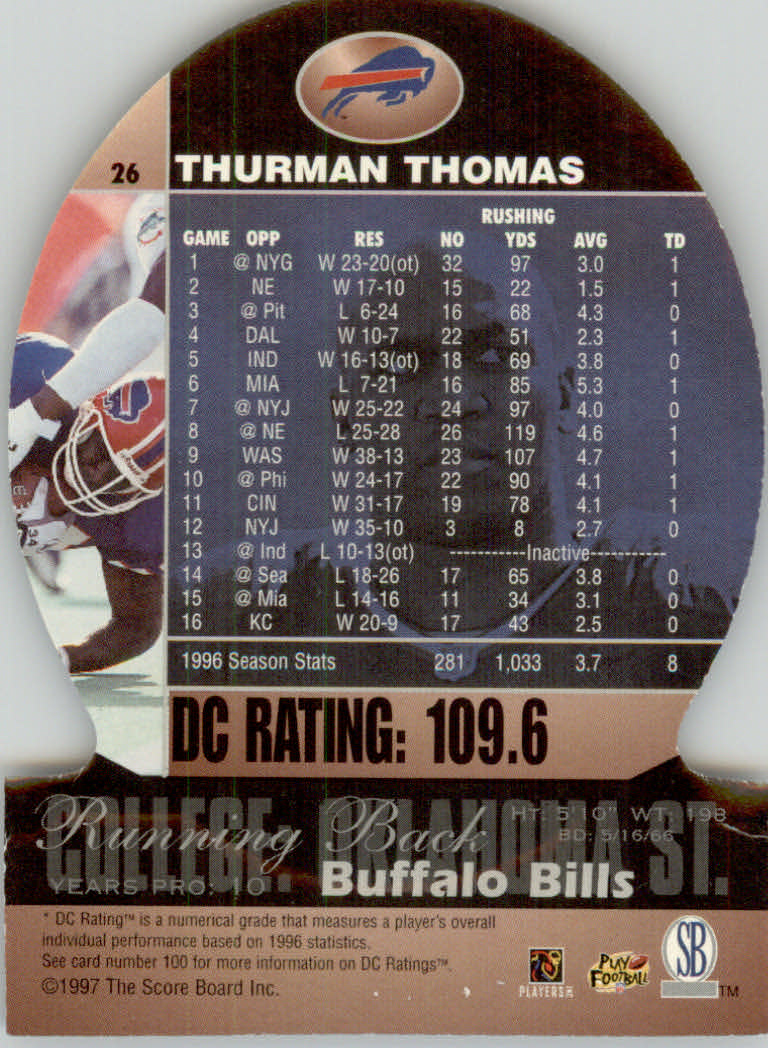 26 THURMAN THOMAS
RUSHING
GAME OPP RES NO YDS AVG TD
1 @ NYG W 23-20(ot) 32 97 3.0 1
2 NE W 17-10 15 22 1.5 1
3 @ Pit L 6-24 16 68 4.3 0
4 DAL W 10-7 22 51 2.3 1
5 IND W 16-13(ot) 18 69 3.8 0
6 MIA L 7-21 16 85 5.3 1
7 @ NYJ W 25-22 24 97 4.0 0
8 @ NE L 25-28 26 119 4.6 1
9 WAS W 38-13 23 107 4.7 1
10 @ Phi W 24-17 22 90 4.1 1
11 CIN W 31-17 19 78 4.1 1
12 NYJ W 35-10 3 8 2.7 0
13 @ Ind L 10-13(ot) -----------Inactive-----------
14 @ Sea L 18-26 17 65 3.8 0
15 @ Mia L 14-16 11 34 3.1 0
16 KC W 20-9 17 43 2.5 0
1996 Season Stats 281 1,033 3.7 8
DC RATING: 109.6
COLLEGE: OKLAHOMA ST.
Running Back
HT: 5'10" WT: 198
BD: 5/16/66
YEARS PRO: 10
Buffalo Bills
* DC Rating™ is a numerical grade that measures a player's overall
individual performance based on 1996 statistics.
See card number 100 for more information on DC Ratings™.
©1997 The Score Board Inc.
PLAYERS INC
PLAY FOOTBALL
SB
TM
34